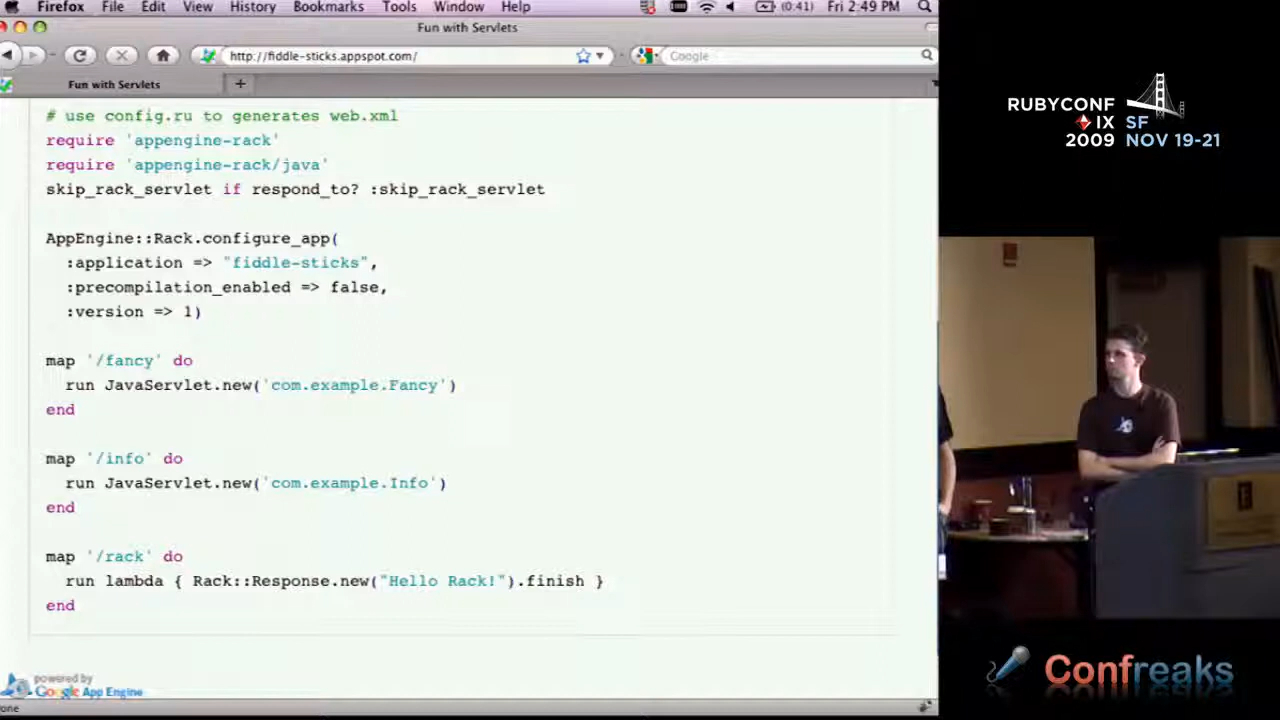 Firefox File Edit View History Bookmarks Tools Window Help (0:41) Fri 2:49 PM
Fun with Servlets
http://fiddle-sticks.appspot.com/ Google
Fun with Servlets
# use config.ru to generates web.xml
require 'appengine-rack'
require 'appengine-rack/java'
skip_rack_servlet if respond_to? :skip_rack_servlet
AppEngine::Rack.configure_app(
:application => "fiddle-sticks",
:precompilation_enabled => false,
:version => 1)
map '/fancy' do
run JavaServlet.new('com.example.Fancy')
end
map '/info' do
run JavaServlet.new('com.example.Info')
end
map '/rack' do
run lambda { Rack::Response.new("Hello Rack!").finish }
end
powered by
Google App Engine
one
RUBYCONF
IX SF
2009 NOV 19-21
Confreaks